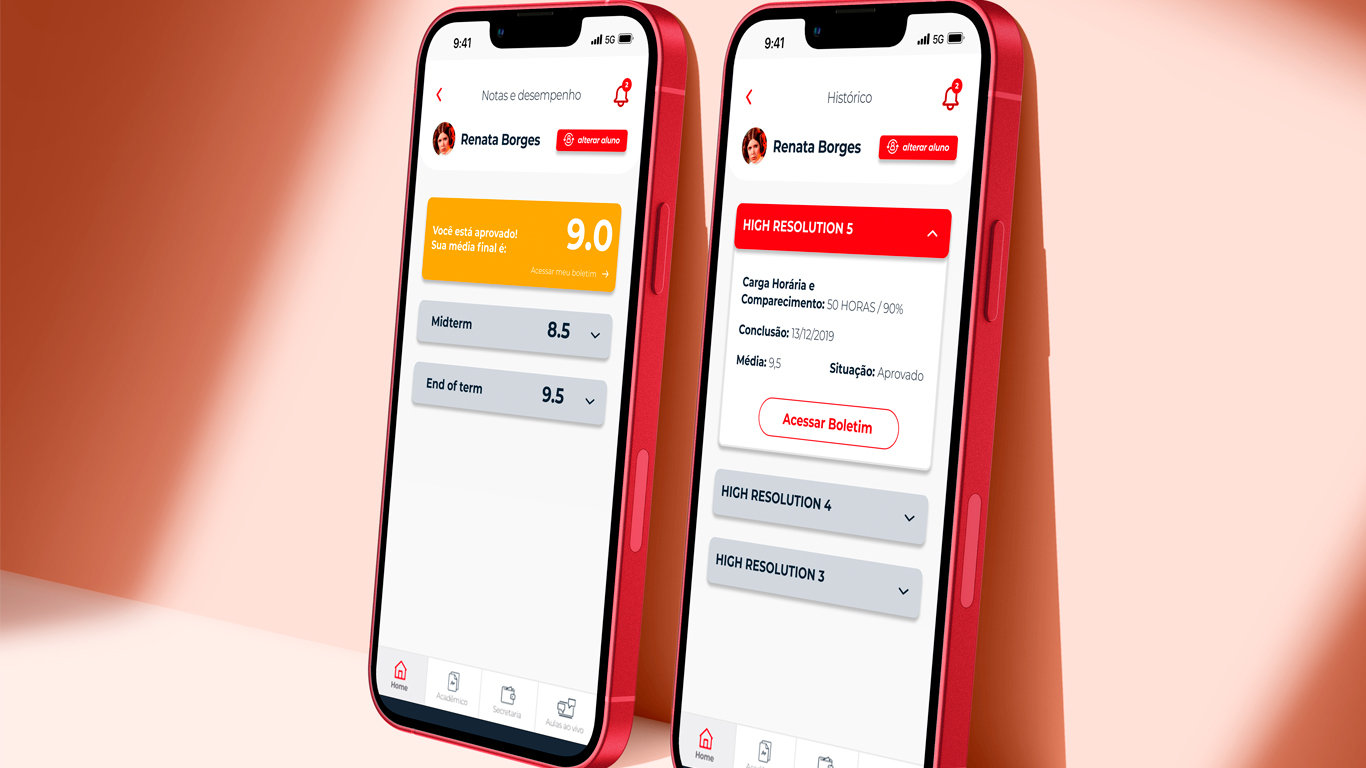 9:41
5G
Notas e desempenho
2
Renata Borges
alterar aluno
Você está aprovado!
Sua média final é:
9.0
Acessar meu boletim →
Midterm
8.5
End of term
9.5
Home
Acadêmico
Secretaria
Aulas ao vivo
9:41
5G
Histórico
2
Renata Borges
alterar aluno
HIGH RESOLUTION 5
Carga Horária e
Comparecimento: 50 HORAS / 90%
Conclusão: 13/12/2019
Média: 9,5
Situação: Aprovado
Acessar Boletim
HIGH RESOLUTION 4
HIGH RESOLUTION 3
Home